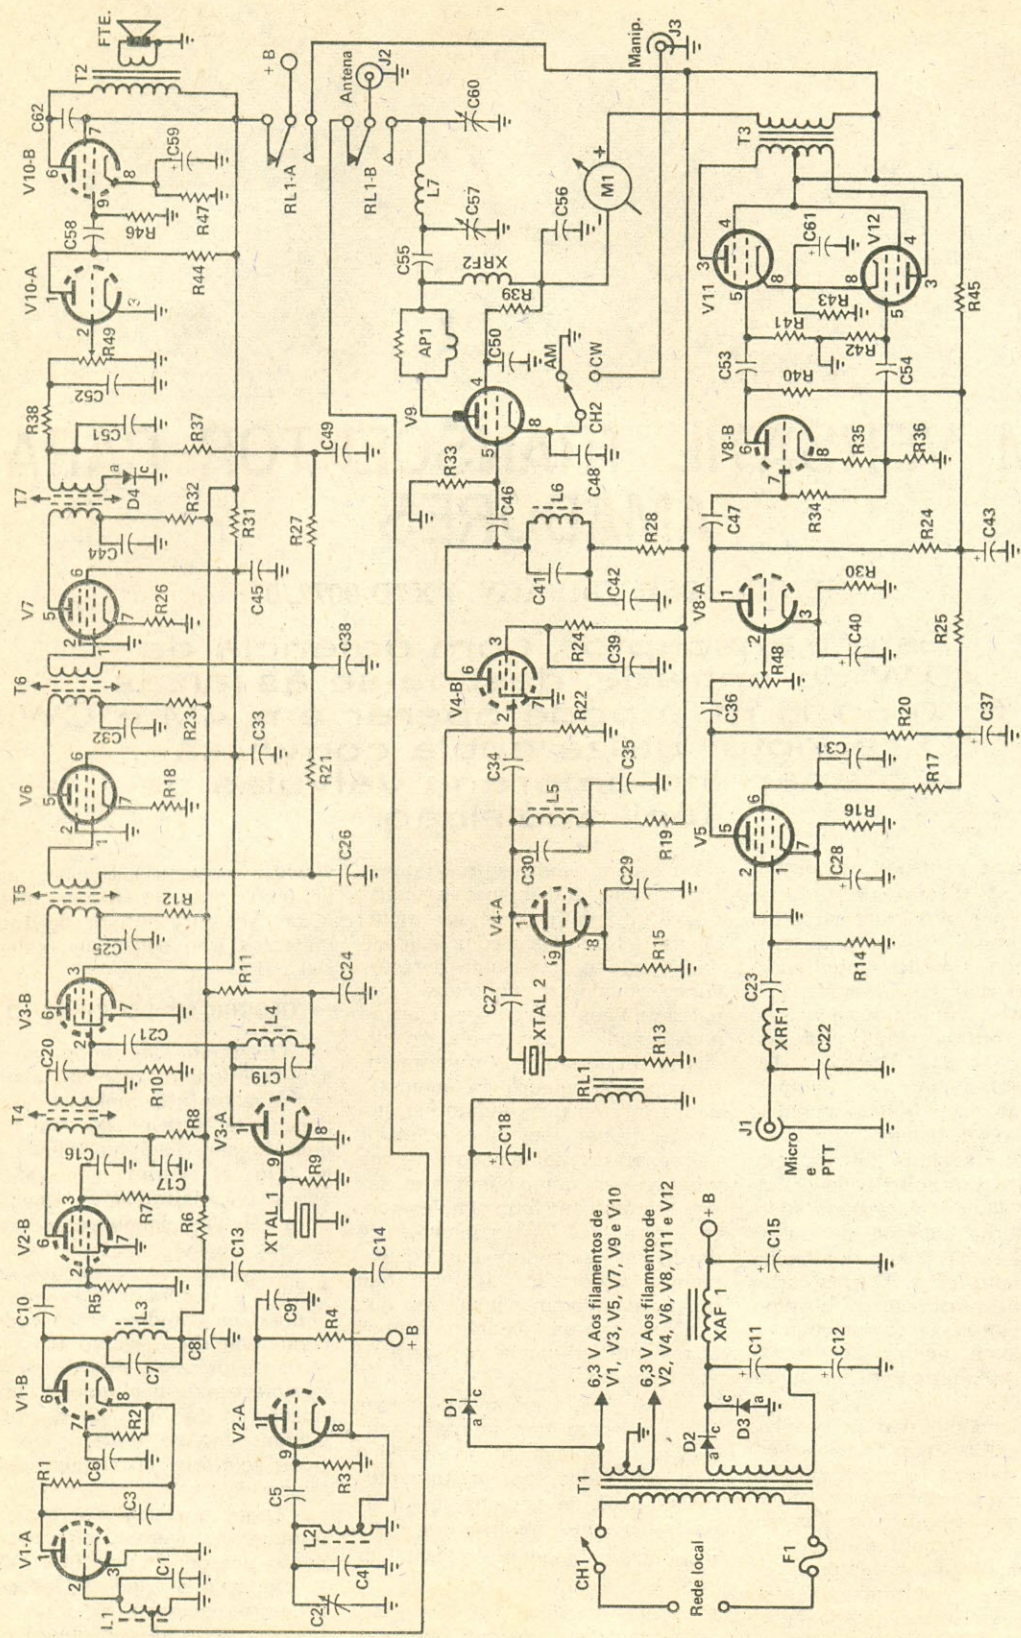 V1-A
V1-B
V2-B
V3-B
V6
V7
V10-A
V10-B
T2
FTE.
C10
T4
C20
T5
T6
T7
R38
C62
R1
R2
C3
C6
C7
L3
C8
R5
C16
C17
R7
R8
R6
R10
C21
C25
R12
R18
C32
R23
R26
C44
R32
D4
a
c
C51
C52
R49
R37
C58
R46
R44
R47
C59
L1
C1
V2-A
C9
R4
+ B
C5
R3
L2
C2
C4
C13
C14
XTAL 1
R9
V3-A
C19
L4
R11
C24
C26
R21
C33
C38
R27
C45
R31
C49
RL1-A
+ B
RL1-B
Antena
J2
C60
L7
C57
C55
XRF2
C56
M1
+
-
AP1
V9
R39
C50
AM
CW
CH2
C48
R33
C46
L6
C41
C42
R28
V4-B
R24
C39
R22
C34
L5
C30
C35
R19
V4-A
C29
R15
C27
XTAL 2
R13
RL1
C18
D1
a
c
Manip.
J3
T3
V11
V12
C61
R43
R41
R42
C53
C54
R40
R45
V8-B
R35
R36
R34
C47
V8-A
R30
C40
R24
C43
R25
R48
C36
R20
C37
V5
C31
R17
R16
C28
R14
C23
XRF1
C22
J1
Micro
e
PTT
6,3 V Aos filamentos de
V1, V3, V5, V7, V9 e V10
6,3 V Aos filamentos de
V2, V4, V6, V8, V11 e V12
+ B
XAF 1
C15
C11
C12
D2
a
c
D3
c
a
T1
CH1
Rede local
F1